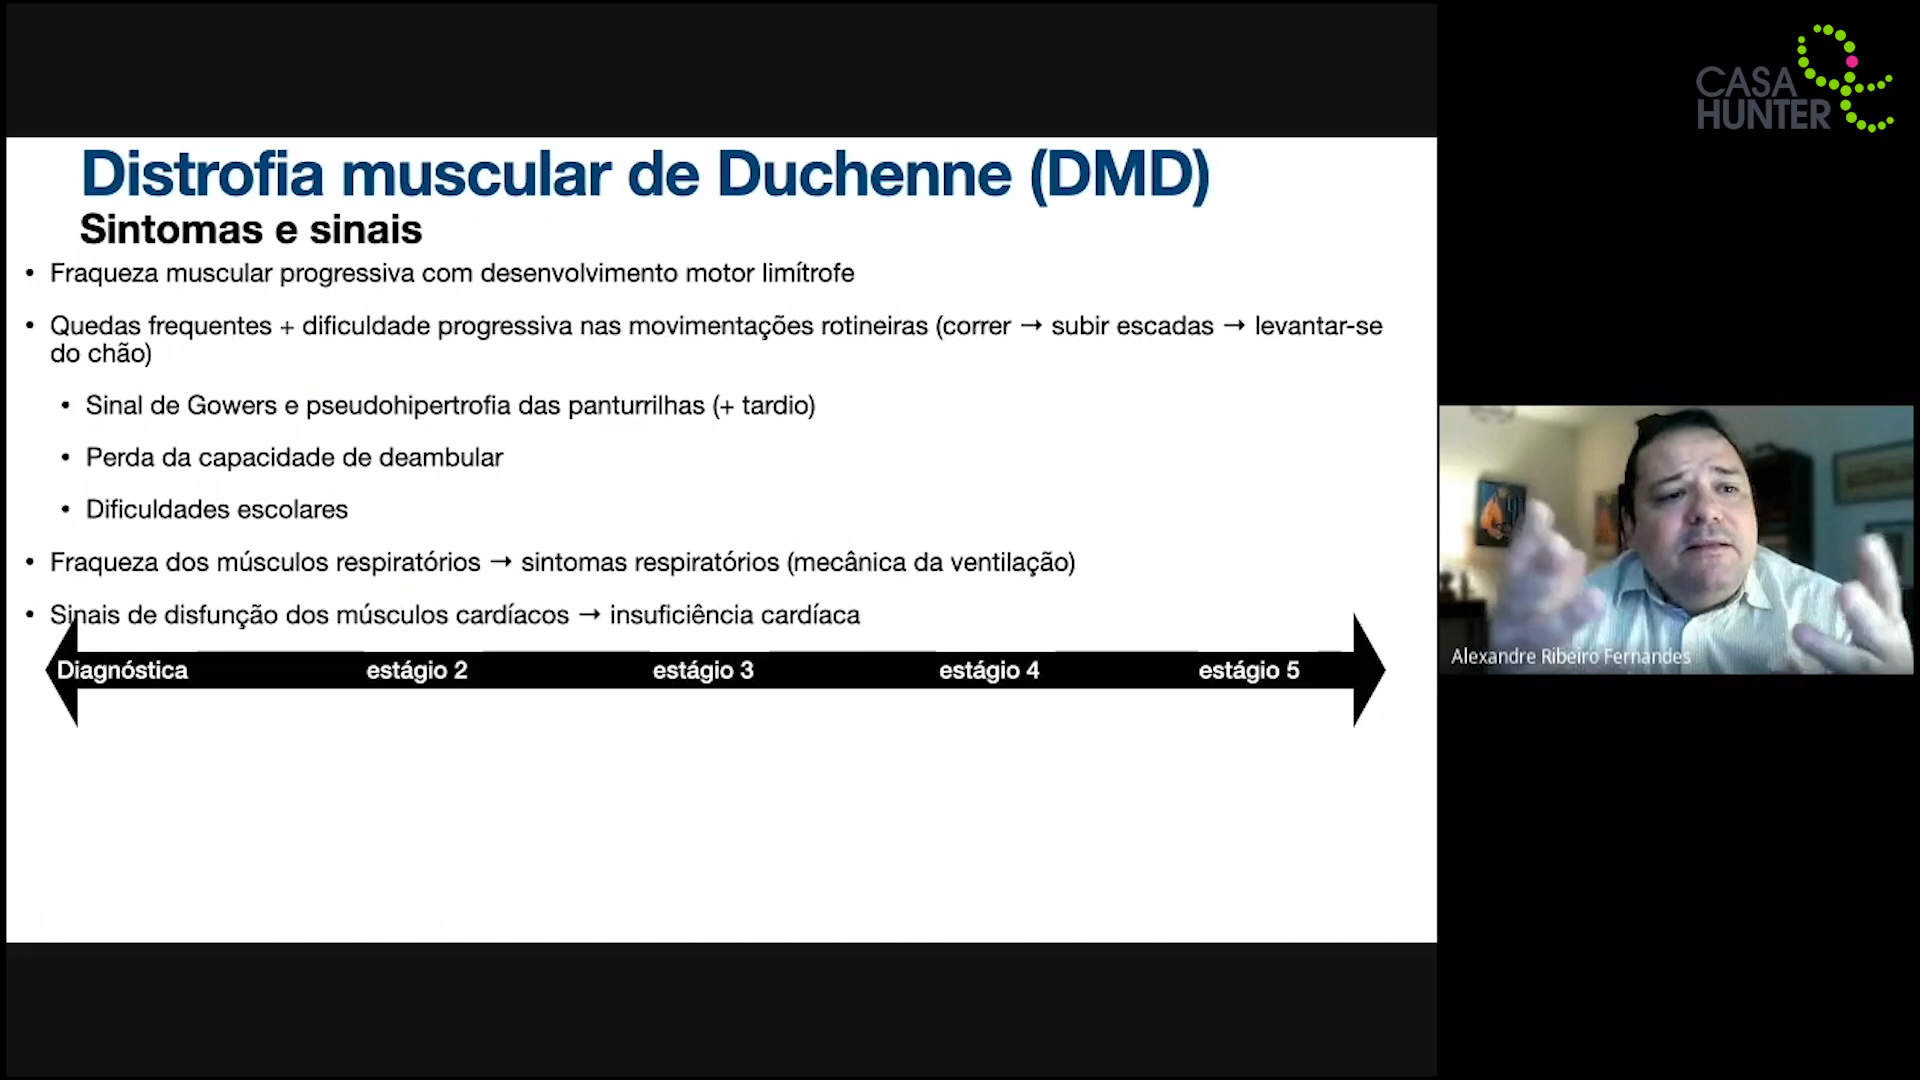 Distrofia muscular de Duchenne (DMD)
Sintomas e sinais
• Fraqueza muscular progressiva com desenvolvimento motor limítrofe
• Quedas frequentes + dificuldade progressiva nas movimentações rotineiras (correr → subir escadas → levantar-se
do chão)
• Sinal de Gowers e pseudohipertrofia das panturrilhas (+ tardio)
• Perda da capacidade de deambular
• Dificuldades escolares
• Fraqueza dos músculos respiratórios → sintomas respiratórios (mecânica da ventilação)
• Sinais de disfunção dos músculos cardíacos → insuficiência cardíaca
Diagnóstica estágio 2 estágio 3 estágio 4 estágio 5
CASA
HUNTER
Alexandre Ribeiro Fernandes